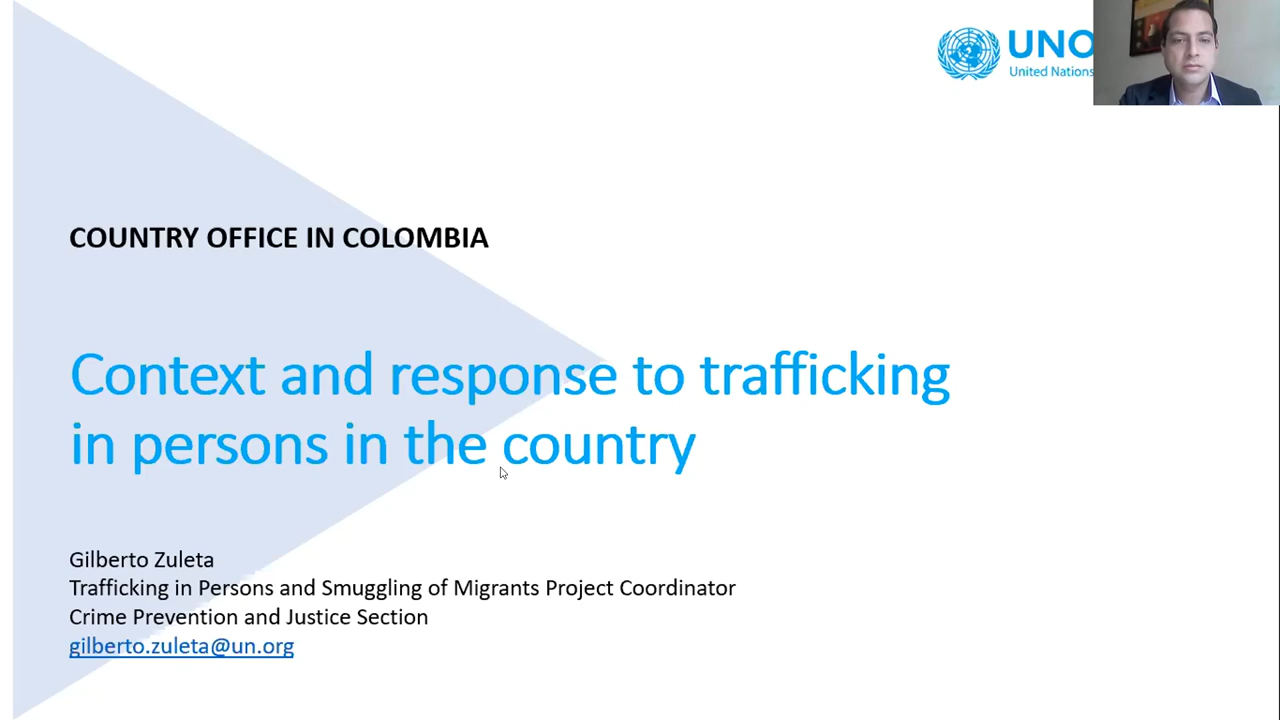 UNO
United Nations
COUNTRY OFFICE IN COLOMBIA
Context and response to trafficking
in persons in the country
Gilberto Zuleta
Trafficking in Persons and Smuggling of Migrants Project Coordinator
Crime Prevention and Justice Section
gilberto.zuleta@un.org